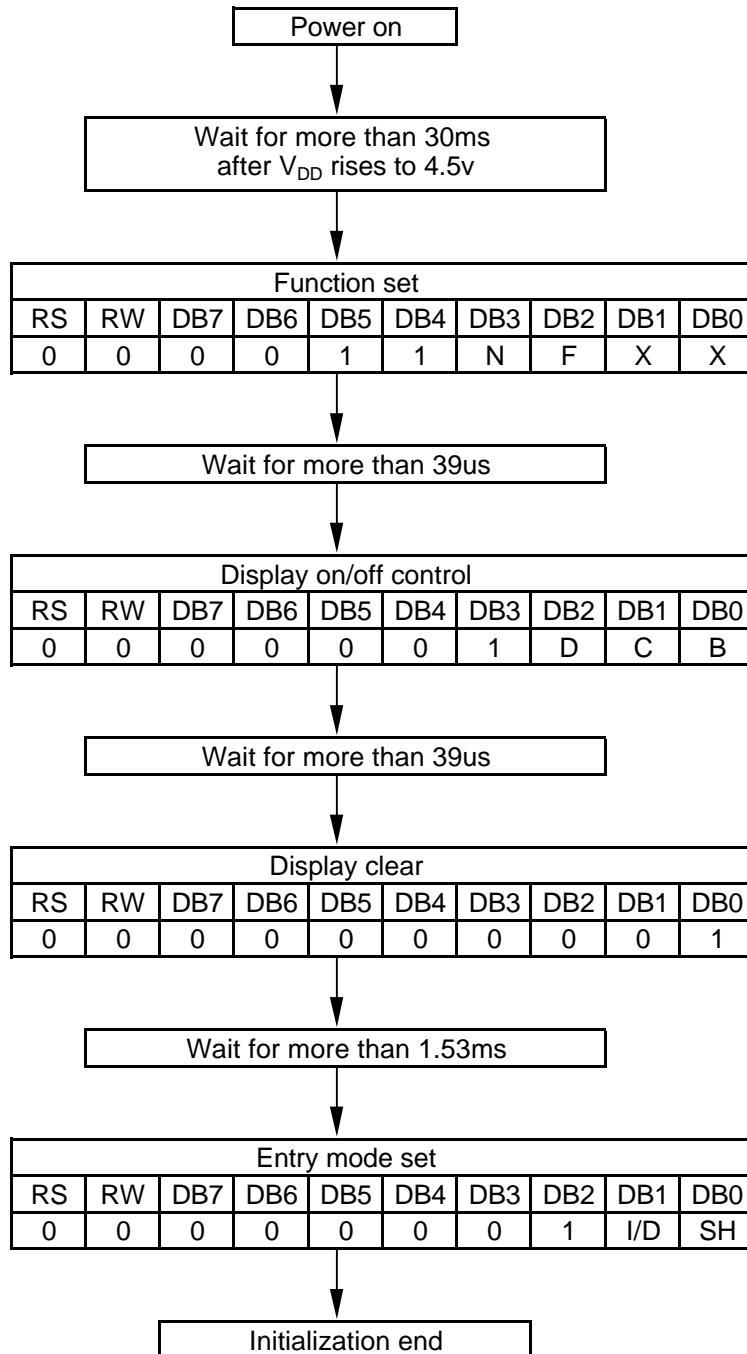 Power on
Wait for more than 30ms
after VDD rises to 4.5v
Function set
RS RW DB7 DB6 DB5 DB4 DB3 DB2 DB1 DB0
0 0 0 0 1 1 N F X X
Wait for more than 39us
Display on/off control
RS RW DB7 DB6 DB5 DB4 DB3 DB2 DB1 DB0
0 0 0 0 0 0 1 D C B
Wait for more than 39us
Display clear
RS RW DB7 DB6 DB5 DB4 DB3 DB2 DB1 DB0
0 0 0 0 0 0 0 0 0 1
Wait for more than 1.53ms
Entry mode set
RS RW DB7 DB6 DB5 DB4 DB3 DB2 DB1 DB0
0 0 0 0 0 0 0 1 I/D SH
Initialization end